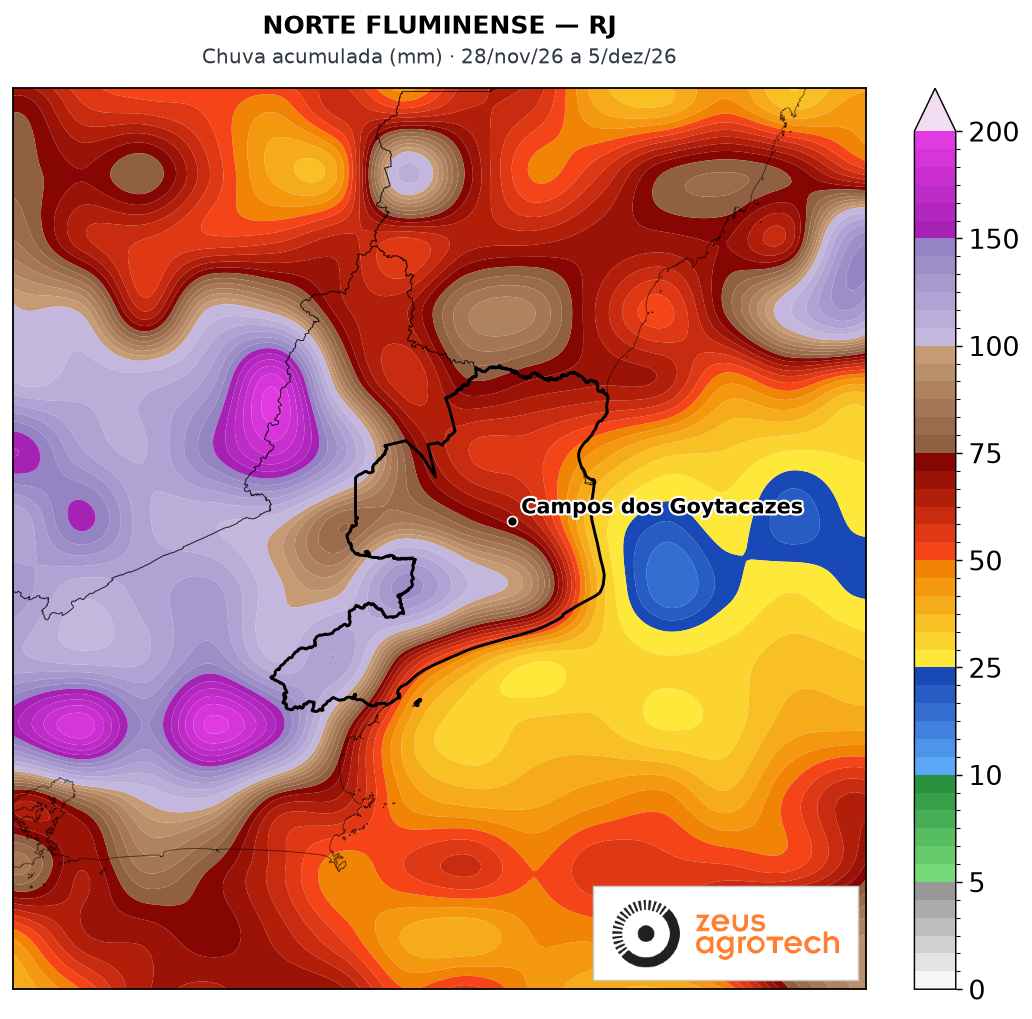 NORTE FLUMINENSE — RJ
Chuva acumulada (mm) · 28/nov/26 a 5/dez/26
200
150
100
75
50
25
10
5
0
Campos dos Goytacazes
zeus
agrotech